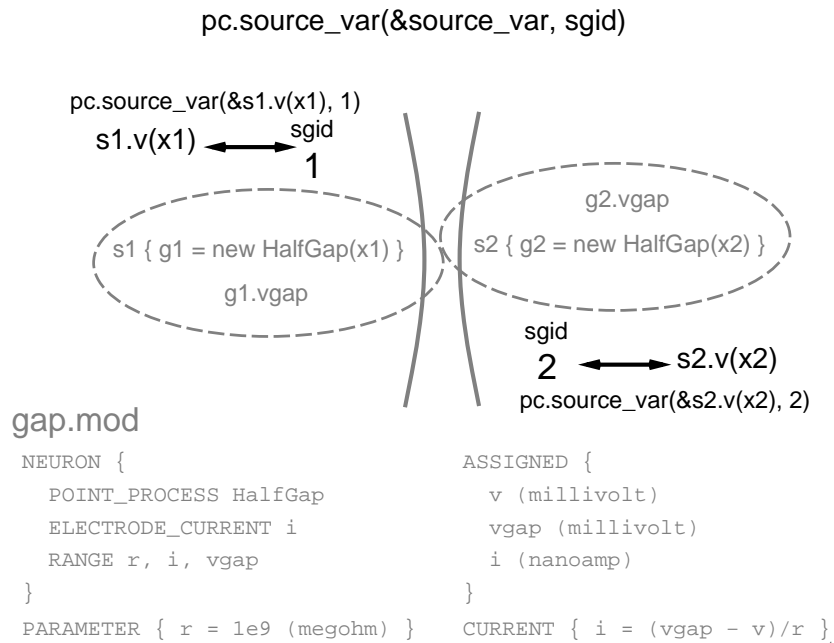 pc.source_var(&source_var, sgid)
pc.source_var(&s1.v(x1), 1)
s1.v(x1)
sgid
1
s1 { g1 = new HalfGap(x1) }
g1.vgap
g2.vgap
s2 { g2 = new HalfGap(x2) }
sgid
2
s2.v(x2)
pc.source_var(&s2.v(x2), 2)
gap.mod
NEURON {
POINT_PROCESS HalfGap
ELECTRODE_CURRENT i
RANGE r, i, vgap
}
PARAMETER { r = 1e9 (megohm) }
ASSIGNED {
v (millivolt)
vgap (millivolt)
i (nanoamp)
}
CURRENT { i = (vgap - v)/r }